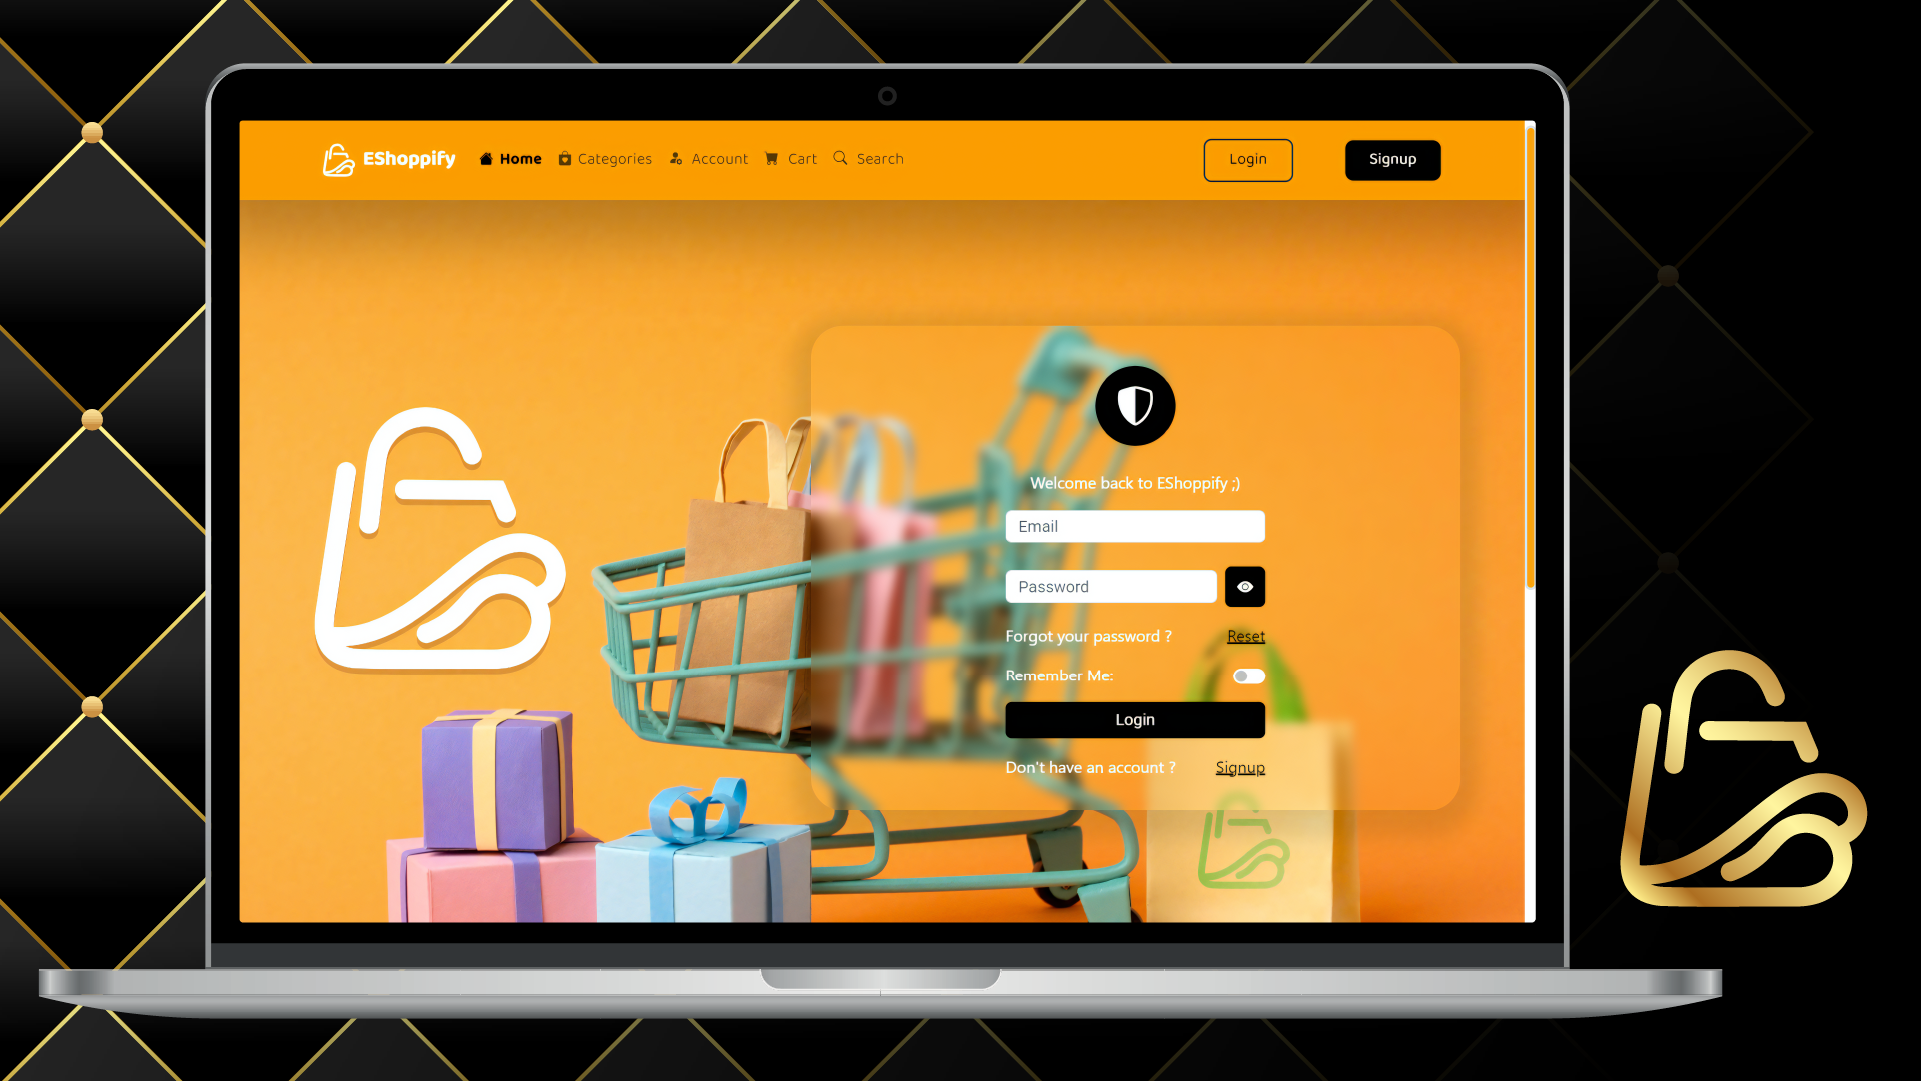 EShoppify Home Categories Account Cart Search Login Signup
Welcome back to EShoppify ;)
Email
Password
Forgot your password ? Reset
Remember Me:
Login
Don't have an account ? Signup